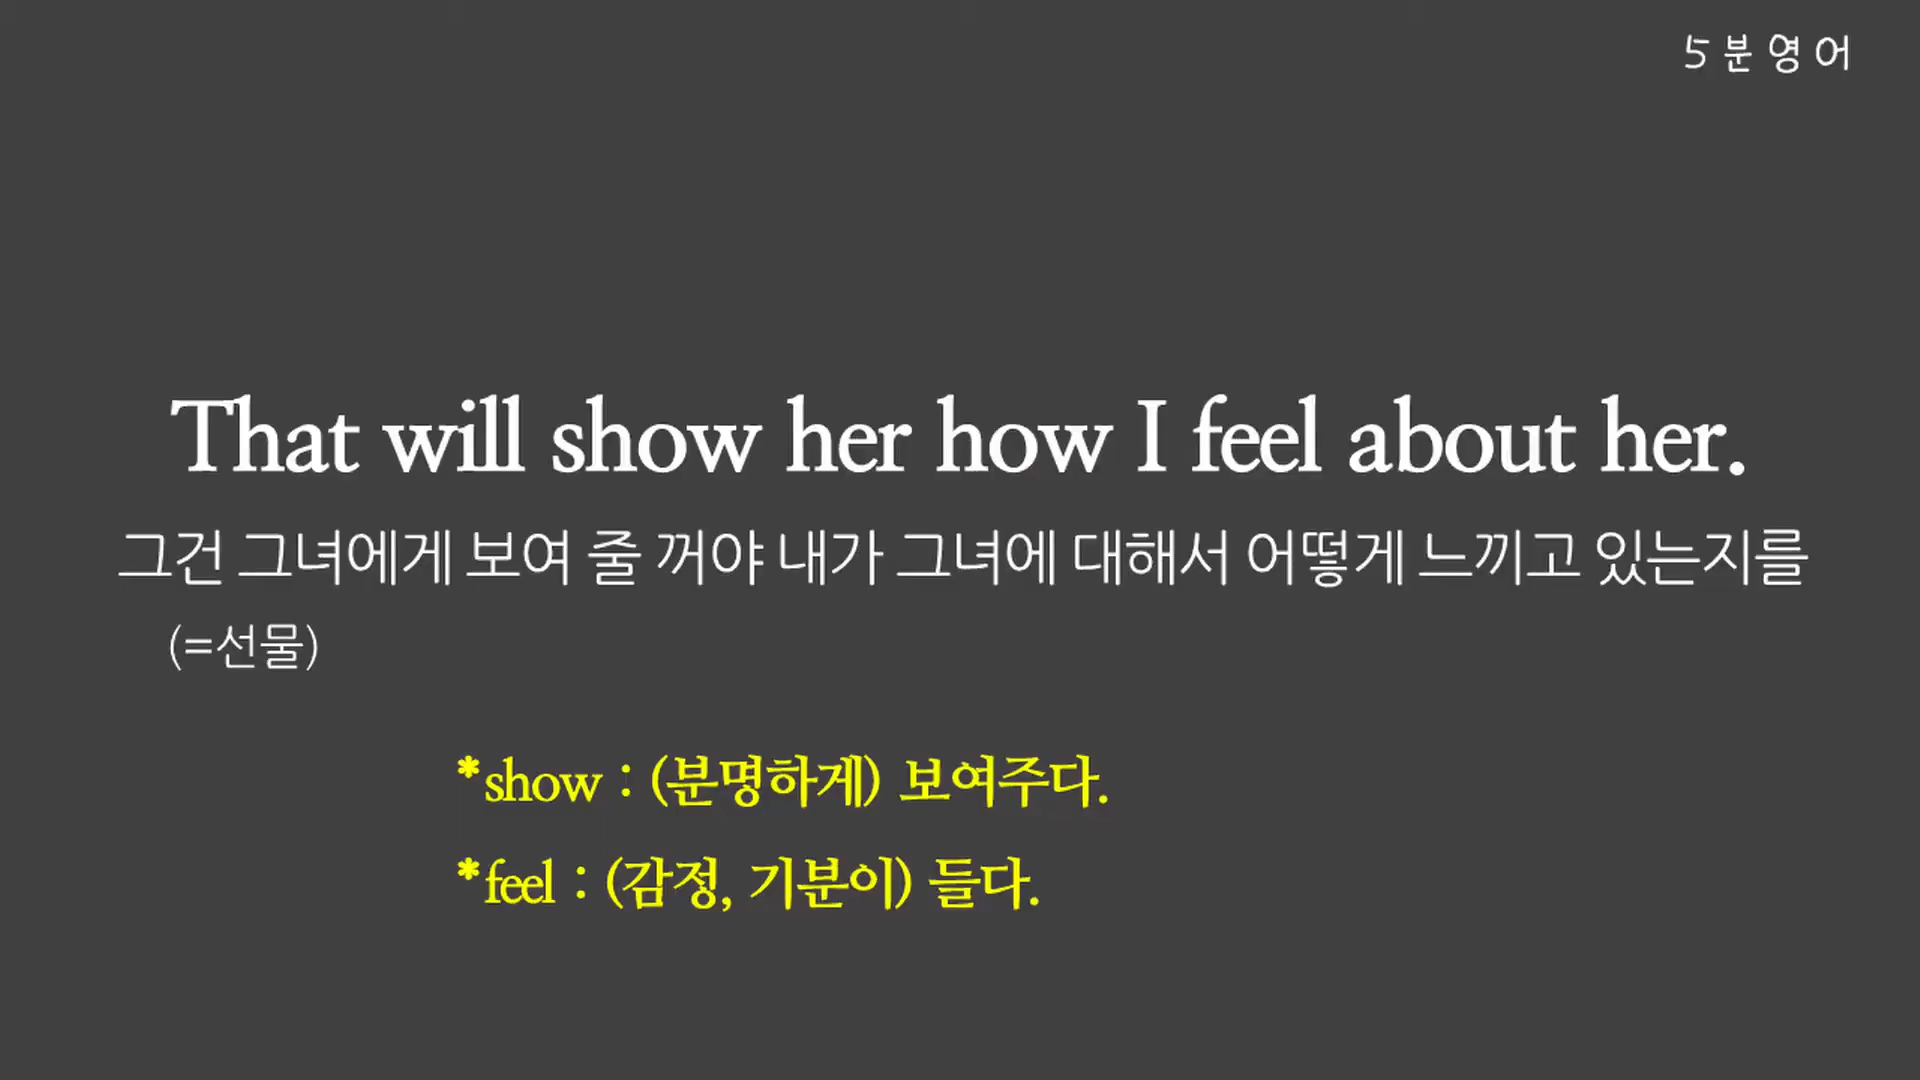 5분영어
That will show her how I feel about her.
그건 그녀에게 보여 줄 꺼야 내가 그녀에 대해서 어떻게 느끼고 있는지를
(=선물)
*show : (분명하게) 보여주다.
*feel : (감정, 기분이) 들다.